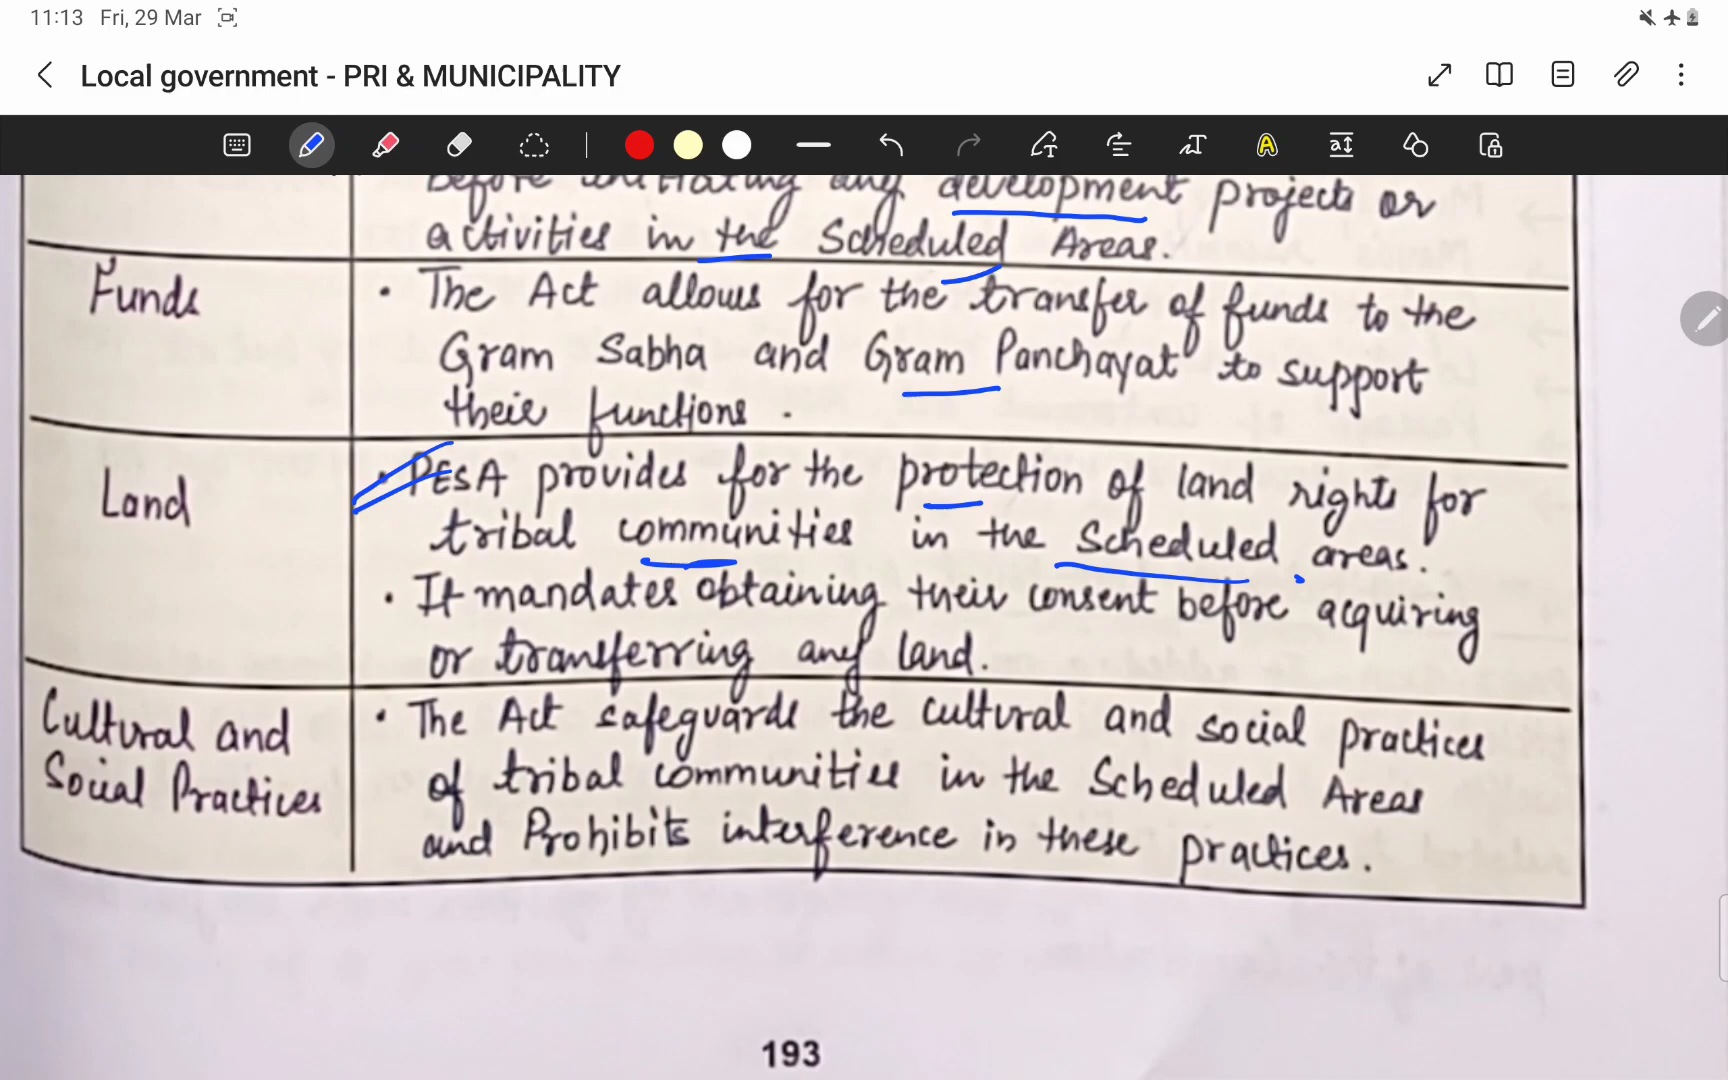 11:13 Fri, 29 Mar
Local government - PRI & MUNICIPALITY
before initiating any development projects or
activities in the Scheduled Areas.
Funds
• The Act allows for the transfer of funds to the
Gram Sabha and Gram Panchayat to support
their functions.
Land
• PESA provides for the protection of land rights for
tribal communities in the Scheduled areas.
• It mandates obtaining their consent before acquiring
or transferring any land.
Cultural and
Social Practices
• The Act safeguards the cultural and social practices
of tribal communities in the Scheduled Areas
and Prohibits interference in these practices.
193